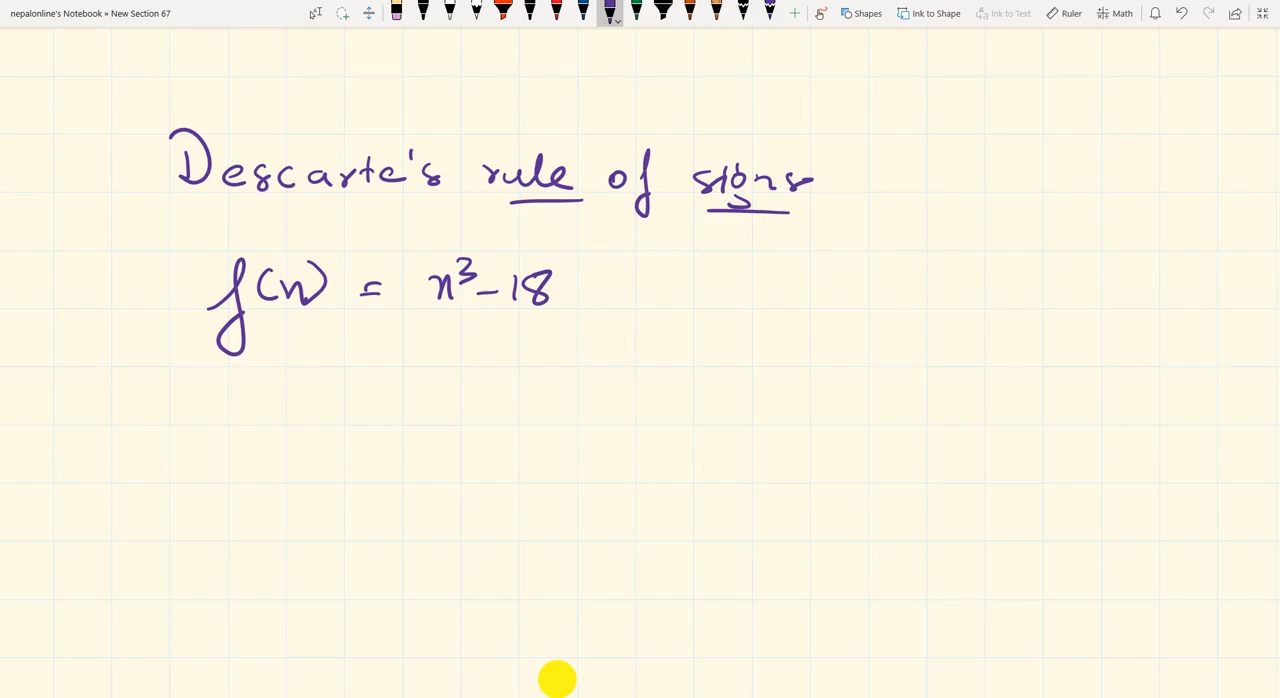 nepalonline's Notebook » New Section 67
Shapes Ink to Shape Ink to Text Ruler Math
Descarte's rule of signs
f(x) = x³ - 18